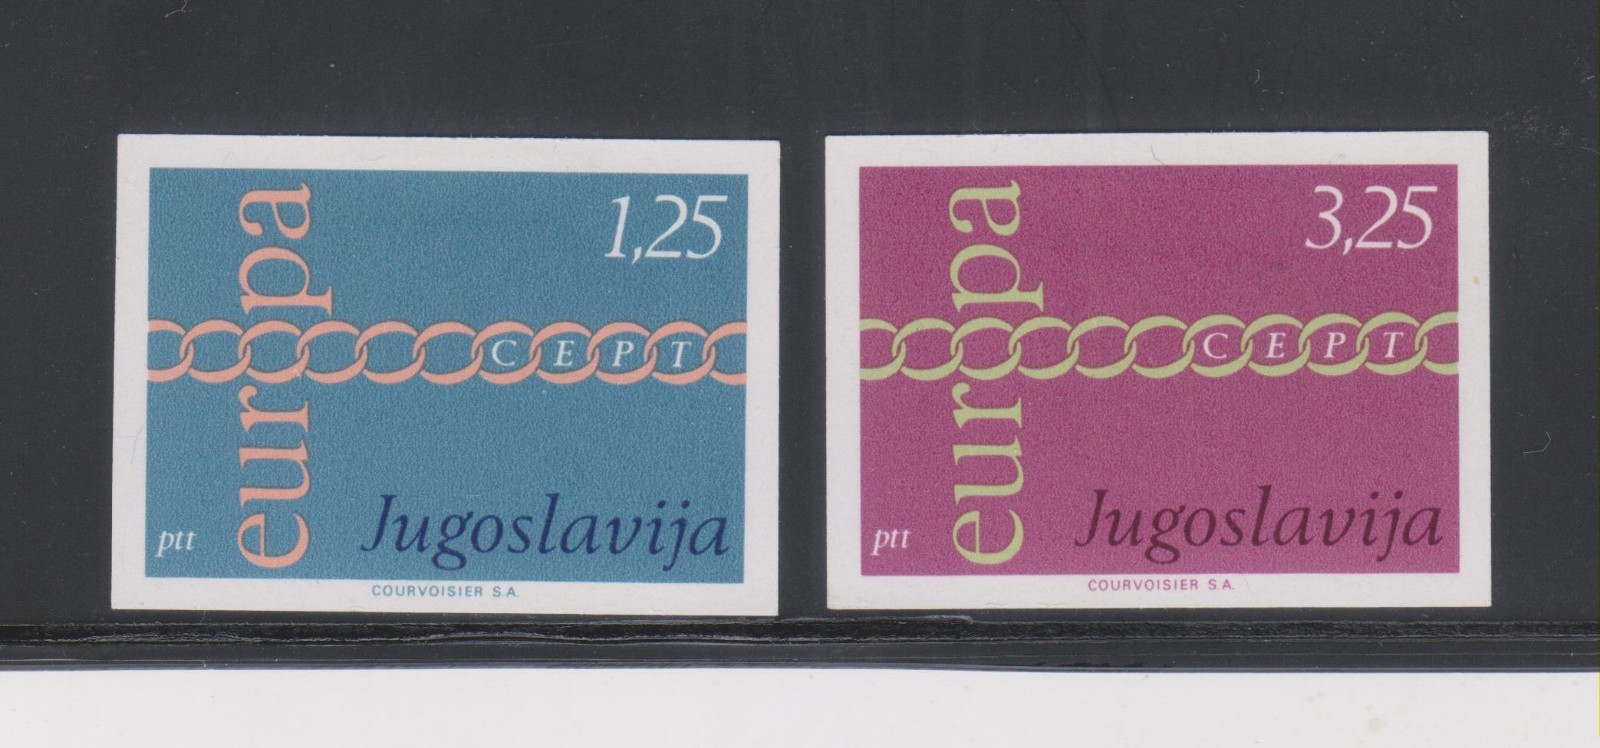 1,25
europa
CEPT
Jugoslavija
ptt
COURVOISIER S.A.
3,25
europa
CEPT
Jugoslavija
ptt
COURVOISIER S.A.